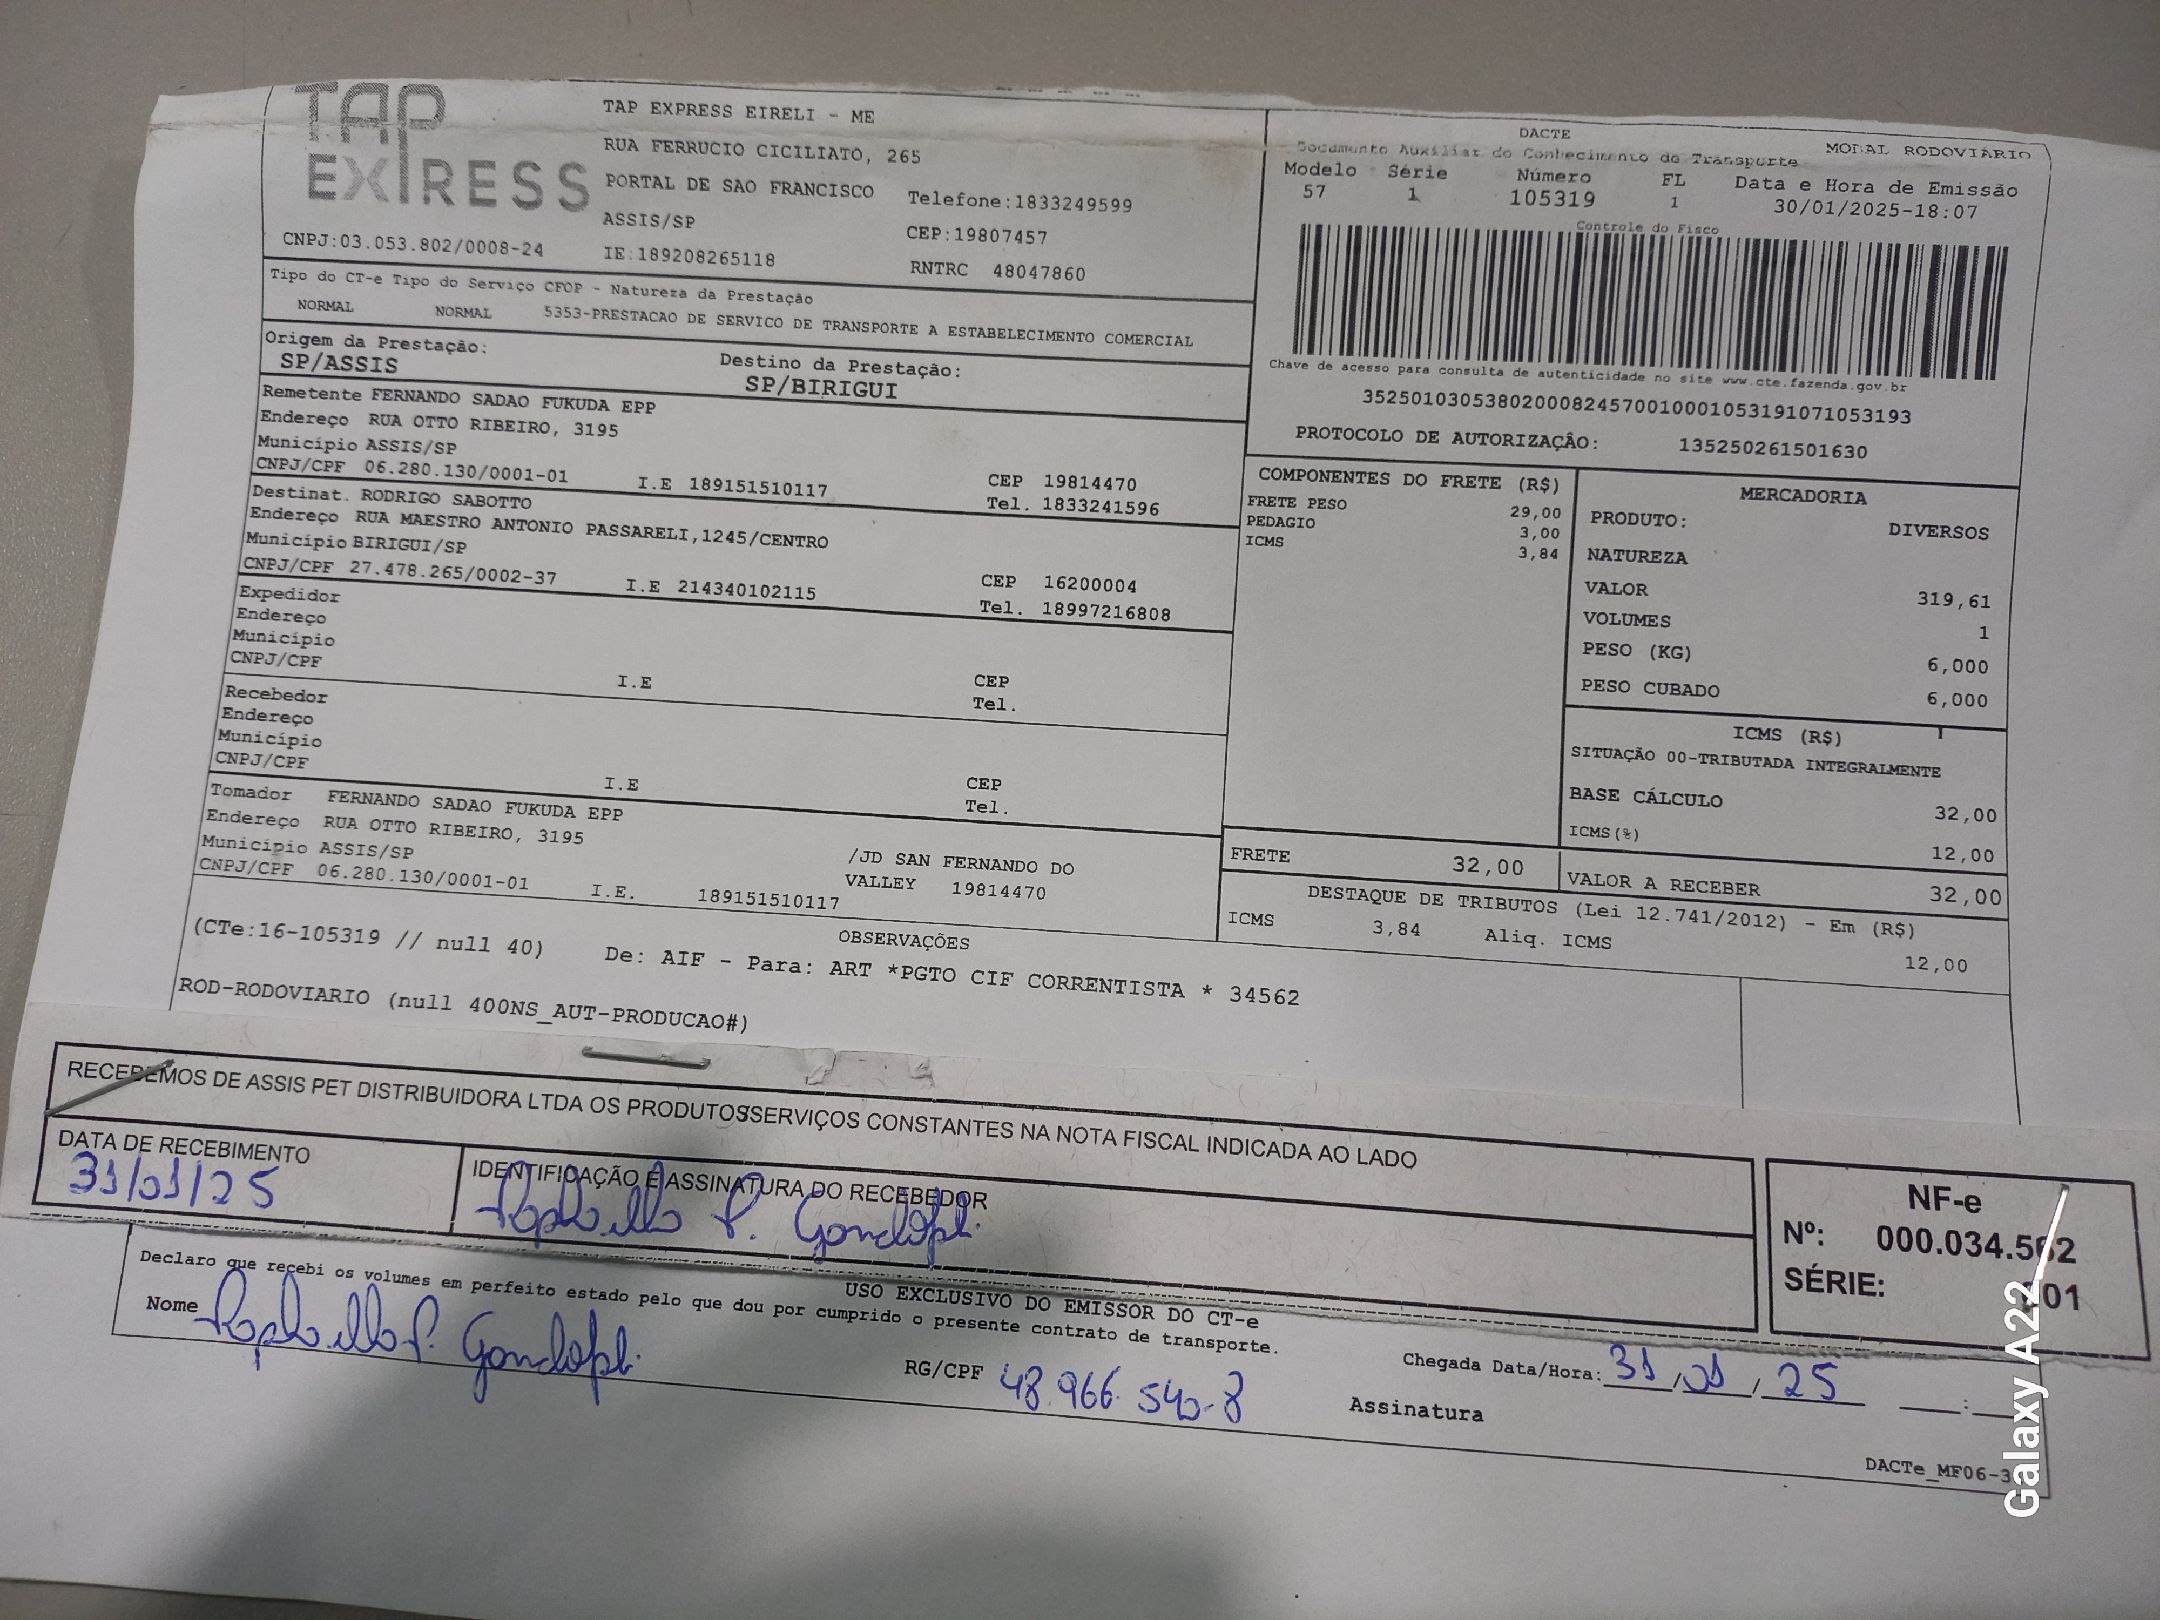 TAP EXPRESS
TAP EXPRESS EIRELI - ME
RUA FERRUCIO CICILIATO, 265
PORTAL DE SAO FRANCISCO Telefone:1833249599
ASSIS/SP CEP:19807457
CNPJ:03.053.802/0008-24 IE:189208265118 RNTRC 48047860
DACTE
Documento Auxiliar do Conhecimento de Transporte MODAL RODOVIÁRIO
Modelo Série Número FL Data e Hora de Emissão
57 1 105319 1 30/01/2025-18:07
Controle do Fisco
Chave de acesso para consulta de autenticidade no site www.cte.fazenda.gov.br
35250103053802000824570010001053191071053193
PROTOCOLO DE AUTORIZAÇÃO: 135250261501630
Tipo do CT-e Tipo do Serviço CFOP - Natureza da Prestação
NORMAL NORMAL 5353-PRESTACAO DE SERVICO DE TRANSPORTE A ESTABELECIMENTO COMERCIAL
Origem da Prestação: Destino da Prestação:
SP/ASSIS SP/BIRIGUI
Remetente FERNANDO SADAO FUKUDA EPP
Endereço RUA OTTO RIBEIRO, 3195
Município ASSIS/SP CEP 19814470
CNPJ/CPF 06.280.130/0001-01 I.E 189151510117 Tel. 1833241596
Destinat. RODRIGO SABOTTO
Endereço RUA MAESTRO ANTONIO PASSARELI,1245/CENTRO
Município BIRIGUI/SP CEP 16200004
CNPJ/CPF 27.478.265/0002-37 I.E 214340102115 Tel. 18997216808
Expedidor
Endereço
Município CEP
CNPJ/CPF I.E Tel.
Recebedor
Endereço
Município CEP
CNPJ/CPF I.E Tel.
Tomador FERNANDO SADAO FUKUDA EPP
Endereço RUA OTTO RIBEIRO, 3195
Município ASSIS/SP /JD SAN FERNANDO DO
CNPJ/CPF 06.280.130/0001-01 I.E. 189151510117 VALLEY 19814470
COMPONENTES DO FRETE (R$)
FRETE PESO 29,00
PEDAGIO 3,00
ICMS 3,84
MERCADORIA
PRODUTO: DIVERSOS
NATUREZA
VALOR 319,61
VOLUMES 1
PESO (KG) 6,000
PESO CUBADO 6,000
ICMS (R$)
SITUAÇÃO 00-TRIBUTADA INTEGRALMENTE
BASE CÁLCULO 32,00
ICMS(%) 12,00
FRETE 32,00 VALOR A RECEBER 32,00
DESTAQUE DE TRIBUTOS (Lei 12.741/2012) - Em (R$)
ICMS 3,84 Aliq. ICMS 12,00
OBSERVAÇÕES
(CTe:16-105319 // null 40) De: AIF - Para: ART *PGTO CIF CORRENTISTA * 34562
ROD-RODOVIARIO (null 400NS_AUT-PRODUCAO#)
RECEBEMOS DE ASSIS PET DISTRIBUIDORA LTDA OS PRODUTOS/SERVIÇOS CONSTANTES NA NOTA FISCAL INDICADA AO LADO
DATA DE RECEBIMENTO IDENTIFICAÇÃO E ASSINATURA DO RECEBEDOR
31/01/25
NF-e
Nº: 000.034.562
SÉRIE: 001
USO EXCLUSIVO DO EMISSOR DO CT-e
Declaro que recebi os volumes em perfeito estado pelo que dou por cumprido o presente contrato de transporte.
Nome RG/CPF 48.966.540-8 Chegada Data/Hora: 31/01/25 :
Assinatura
Galaxy A22